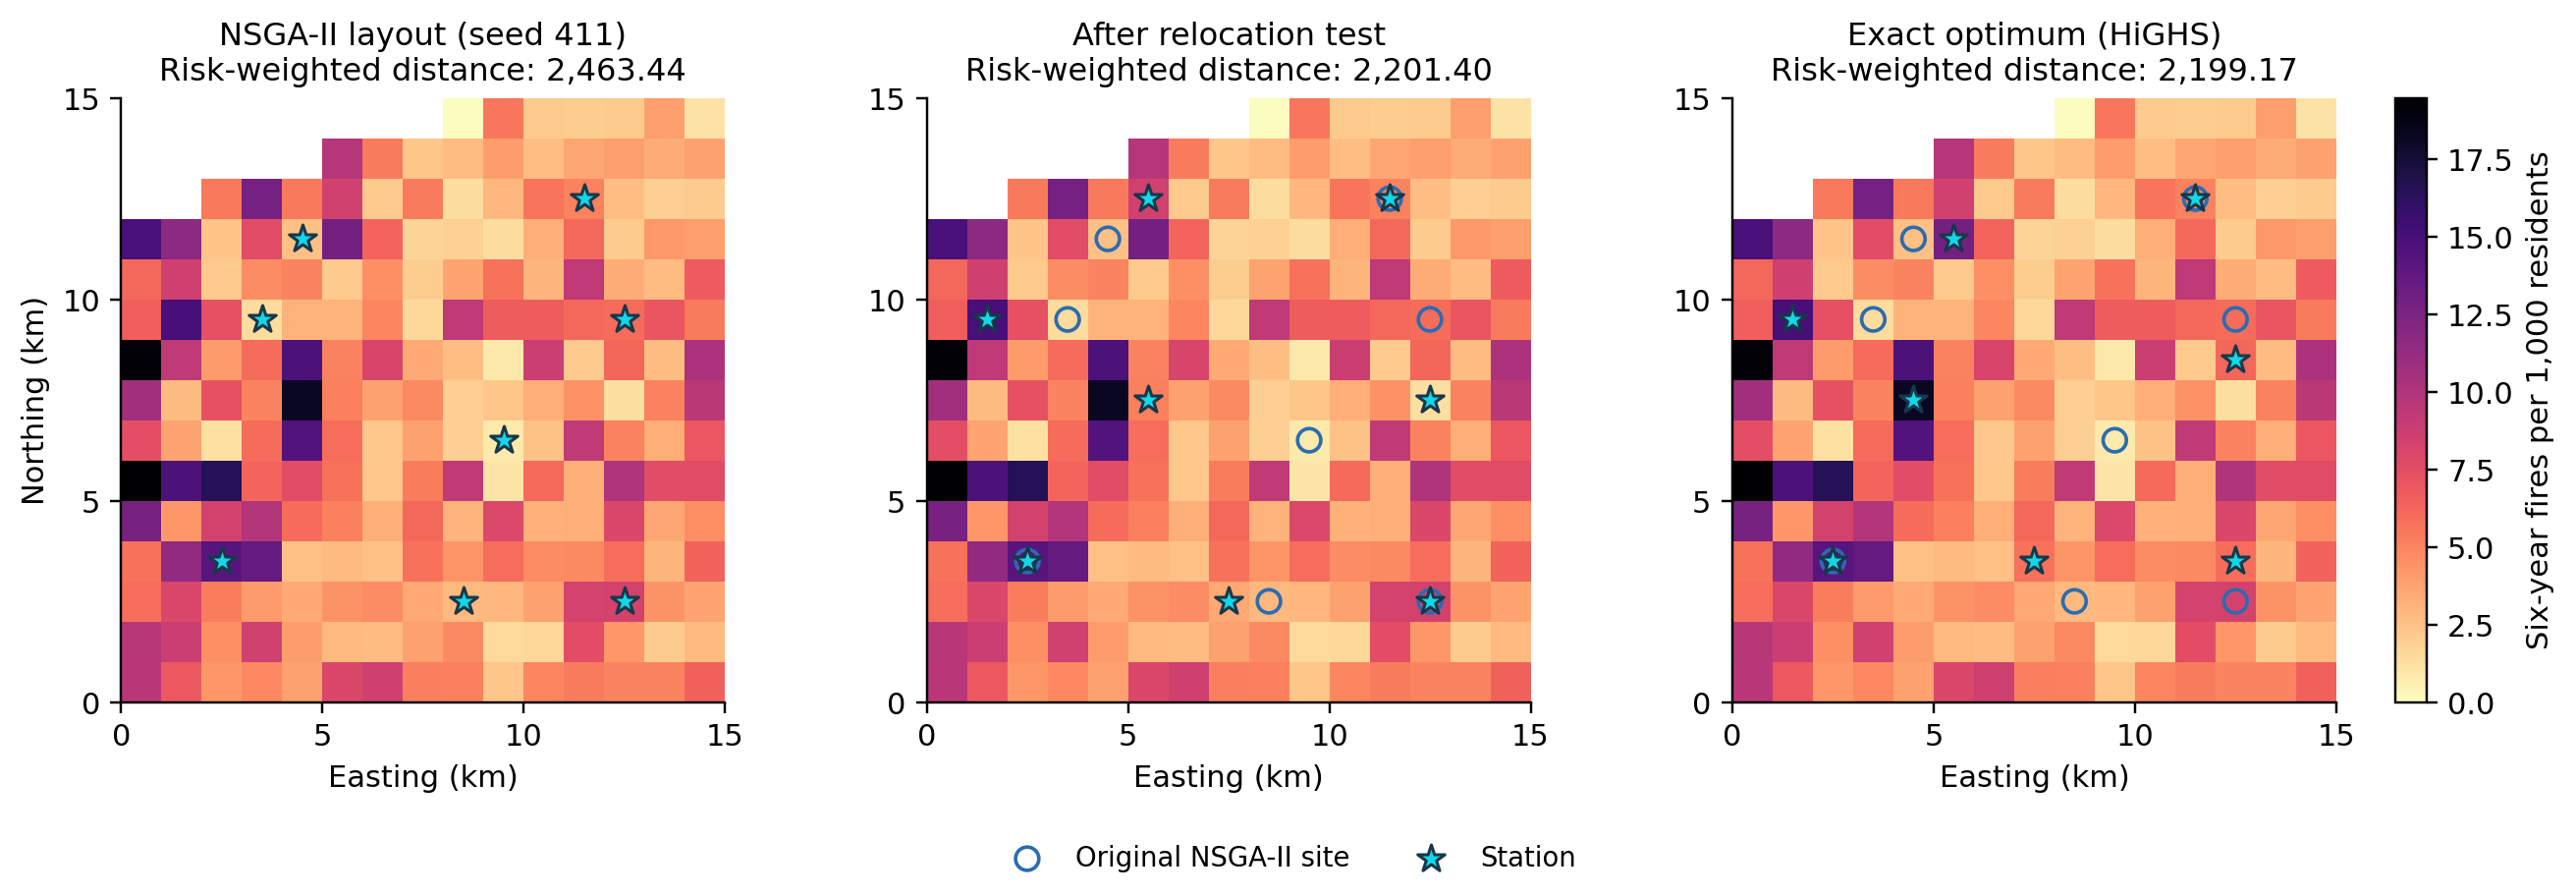 NSGA-II layout (seed 411)
Risk-weighted distance: 2,463.44
After relocation test
Risk-weighted distance: 2,201.40
Exact optimum (HiGHS)
Risk-weighted distance: 2,199.17
15
10
5
0
Northing (km)
0 5 10 15
Easting (km)
15
10
5
0
0 5 10 15
Easting (km)
15
10
5
0
0 5 10 15
Easting (km)
17.5
15.0
12.5
10.0
7.5
5.0
2.5
0.0
Six-year fires per 1,000 residents
Original NSGA-II site
Station